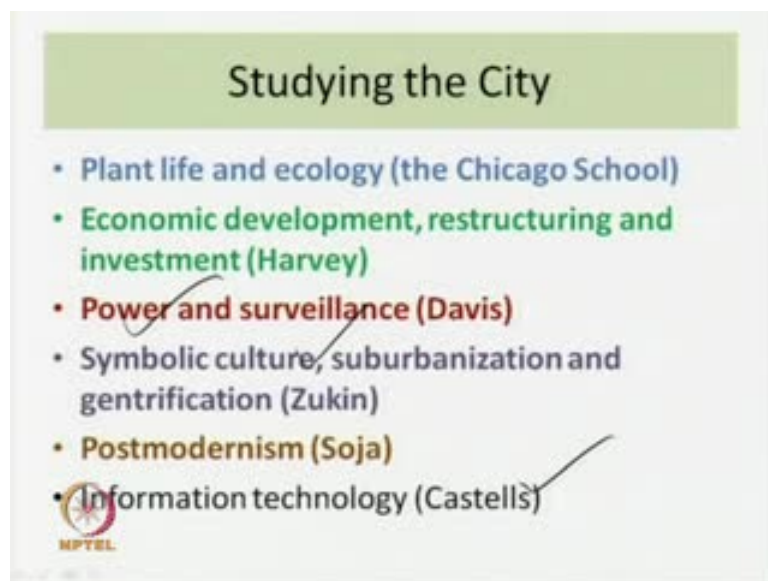 Studying the City
• Plant life and ecology (the Chicago School)
• Economic development, restructuring and
investment (Harvey)
• Power and surveillance (Davis)
• Symbolic culture, suburbanization and
gentrification (Zukin)
• Postmodernism (Soja)
• Information technology (Castells)
NPTEL